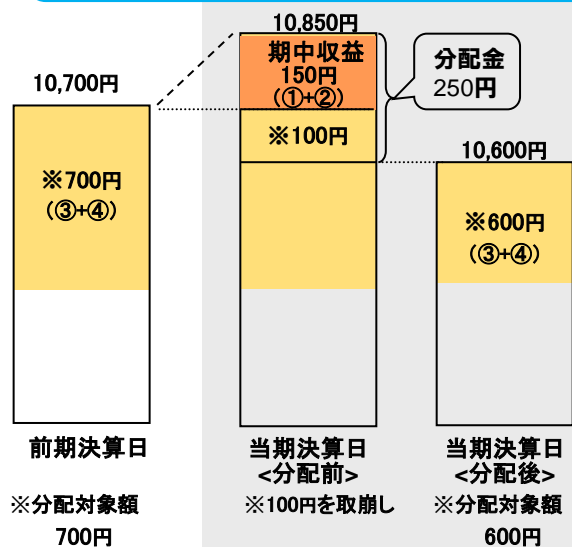 10,850円
期中収益
150円
(①+②)
分配金
250円
10,700円
※100円
10,600円
※700円
(③+④)
※600円
(③+④)
前期決算日
当期決算日
<分配前>
当期決算日
<分配後>
※分配対象額
700円
※100円を取崩し
※分配対象額
600円